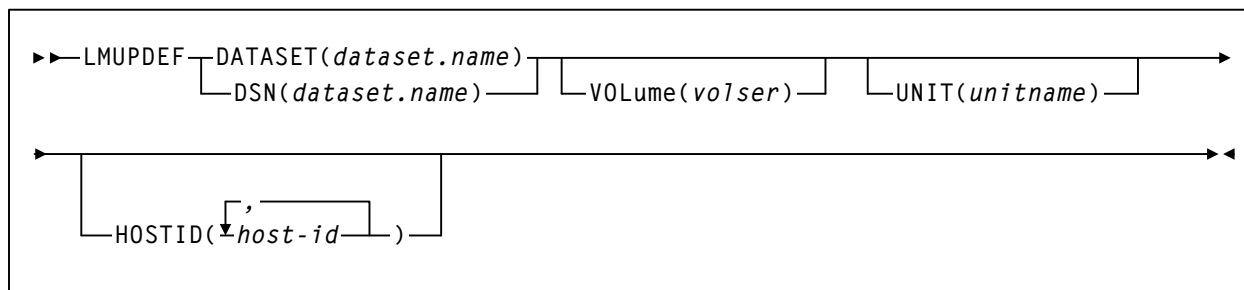 LMUPDEF DATASET(dataset.name)
DSN(dataset.name) VOLume(volser) UNIT(unitname)
,
HOSTID( host-id )